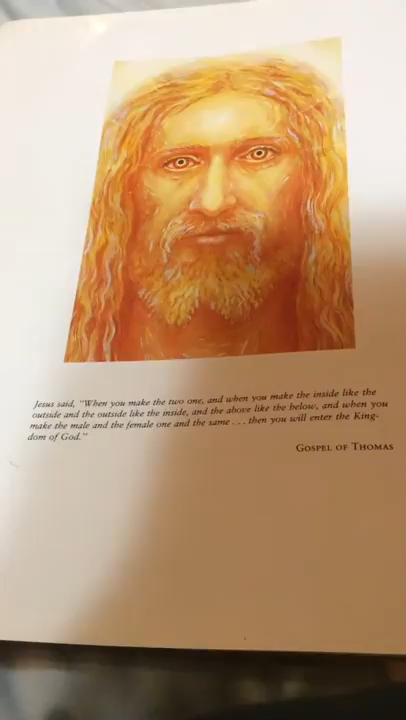 Jesus said, "When you make the two one, and when you make the inside like the
outside and the outside like the inside, and the above like the below, and when you
make the male and the female one and the same . . . then you will enter the King-
dom of God."
GOSPEL OF THOMAS